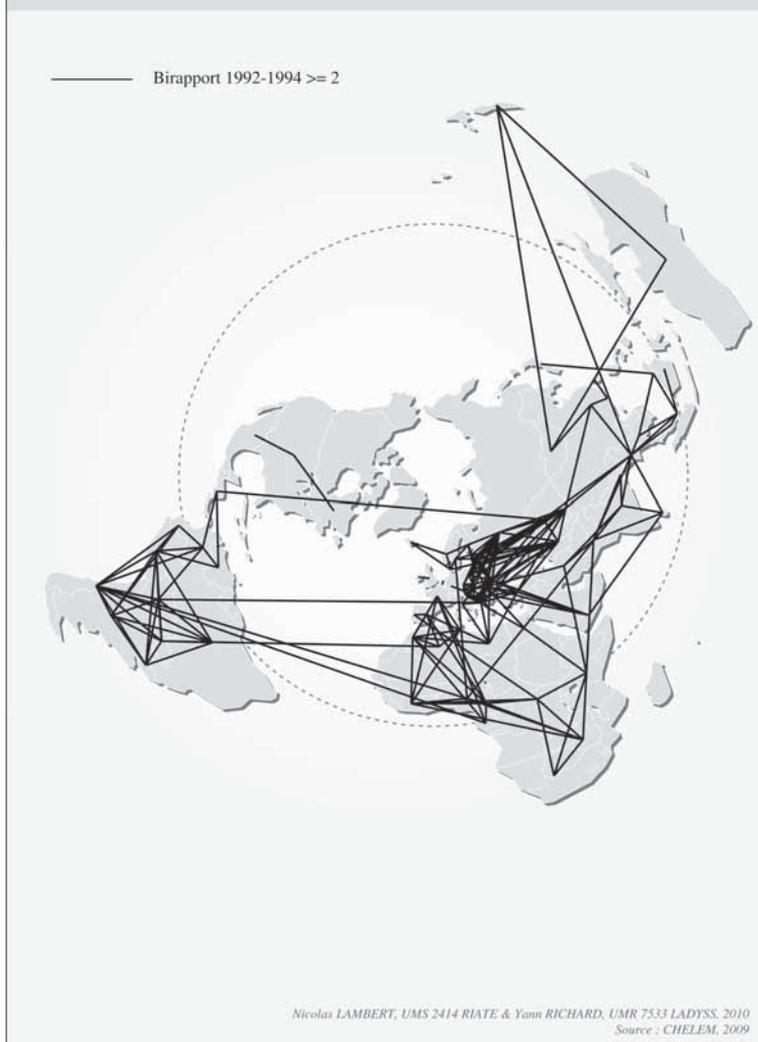 Birapport 1992-1994 >= 2
Nicolas LAMBERT, UMS 2414 RIATE & Yann RICHARD, UMR 7533 LADYSS, 2010
Source : CHELEM, 2009